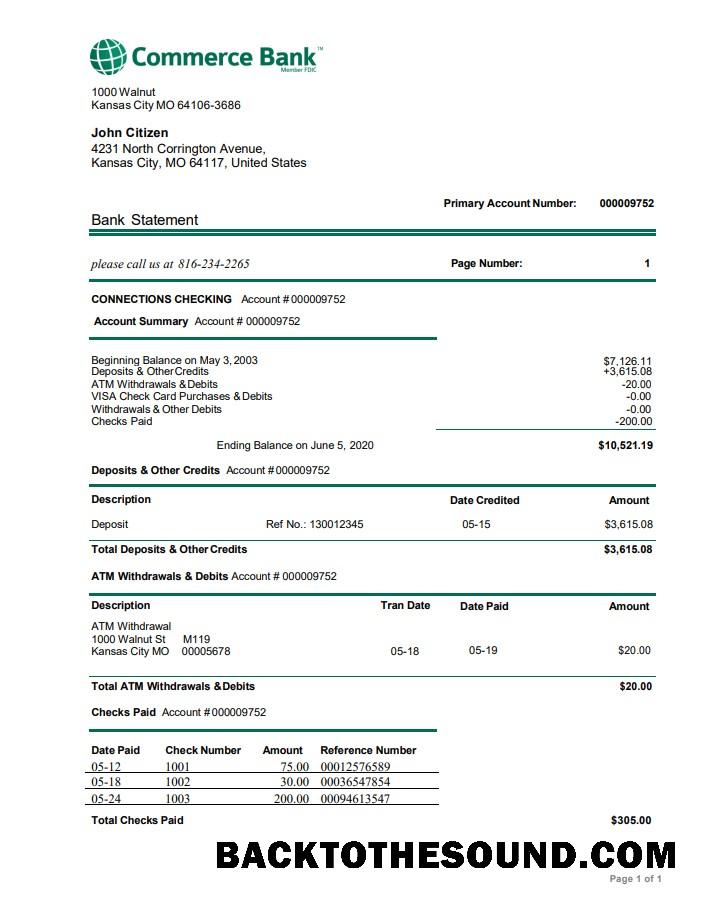 Commerce Bank™
Member FDIC
1000 Walnut
Kansas City MO 64106-3686
John Citizen
4231 North Corrington Avenue,
Kansas City, MO 64117, United States
Primary Account Number: 000009752
Bank Statement
please call us at 816-234-2265 Page Number: 1
CONNECTIONS CHECKING Account # 000009752
Account Summary Account # 000009752
Beginning Balance on May 3, 2003 $7,126.11
Deposits & Other Credits +3,615.08
ATM Withdrawals & Debits -20.00
VISA Check Card Purchases & Debits -0.00
Withdrawals & Other Debits -0.00
Checks Paid -200.00
Ending Balance on June 5, 2020 $10,521.19
Deposits & Other Credits Account # 000009752
Description Date Credited Amount
Deposit Ref No.: 130012345 05-15 $3,615.08
Total Deposits & Other Credits $3,615.08
ATM Withdrawals & Debits Account # 000009752
Description Tran Date Date Paid Amount
ATM Withdrawal
1000 Walnut St M119
Kansas City MO 00005678 05-18 05-19 $20.00
Total ATM Withdrawals & Debits $20.00
Checks Paid Account # 000009752
Date Paid Check Number Amount Reference Number
05-12 1001 75.00 00012576589
05-18 1002 30.00 00036547854
05-24 1003 200.00 00094613547
Total Checks Paid $305.00
BACKTOTHESOUND.COM
Page 1 of 1